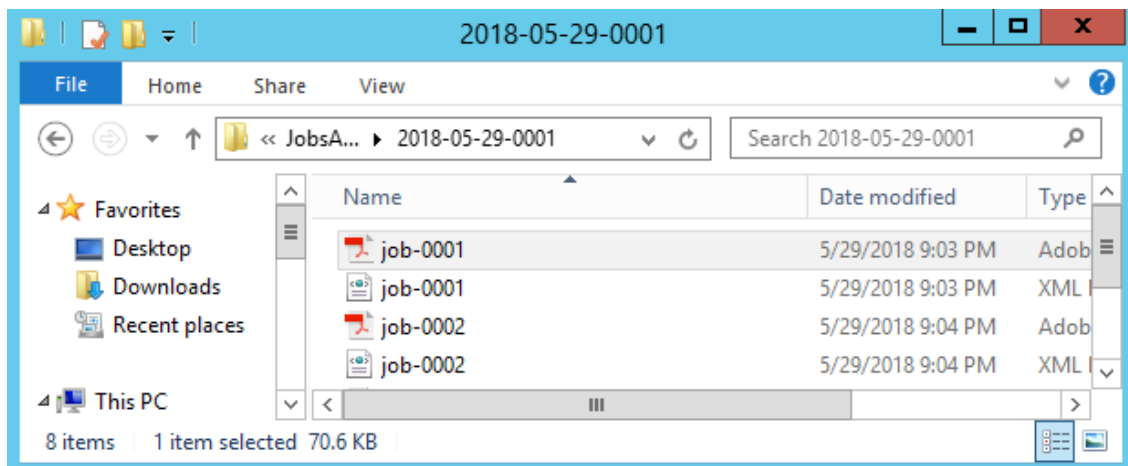 2018-05-29-0001
File Home Share View
« JobsA... 2018-05-29-0001 Search 2018-05-29-0001
Name Date modified Type
Favorites
Desktop
Downloads
Recent places
This PC
job-0001 5/29/2018 9:03 PM Adob
job-0001 5/29/2018 9:03 PM XML
job-0002 5/29/2018 9:04 PM Adob
job-0002 5/29/2018 9:04 PM XML
8 items 1 item selected 70.6 KB